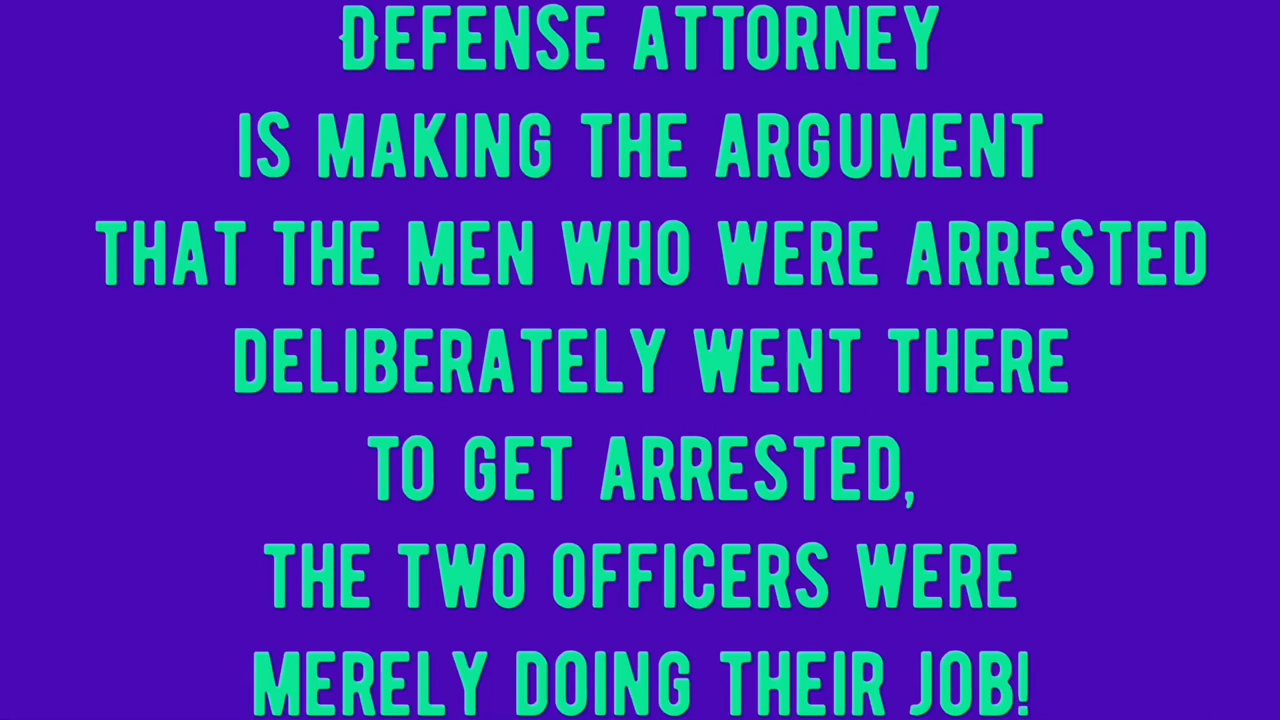 DEFENSE ATTORNEY
IS MAKING THE ARGUMENT
THAT THE MEN WHO WERE ARRESTED
DELIBERATELY WENT THERE
TO GET ARRESTED,
THE TWO OFFICERS WERE
MERELY DOING THEIR JOB!